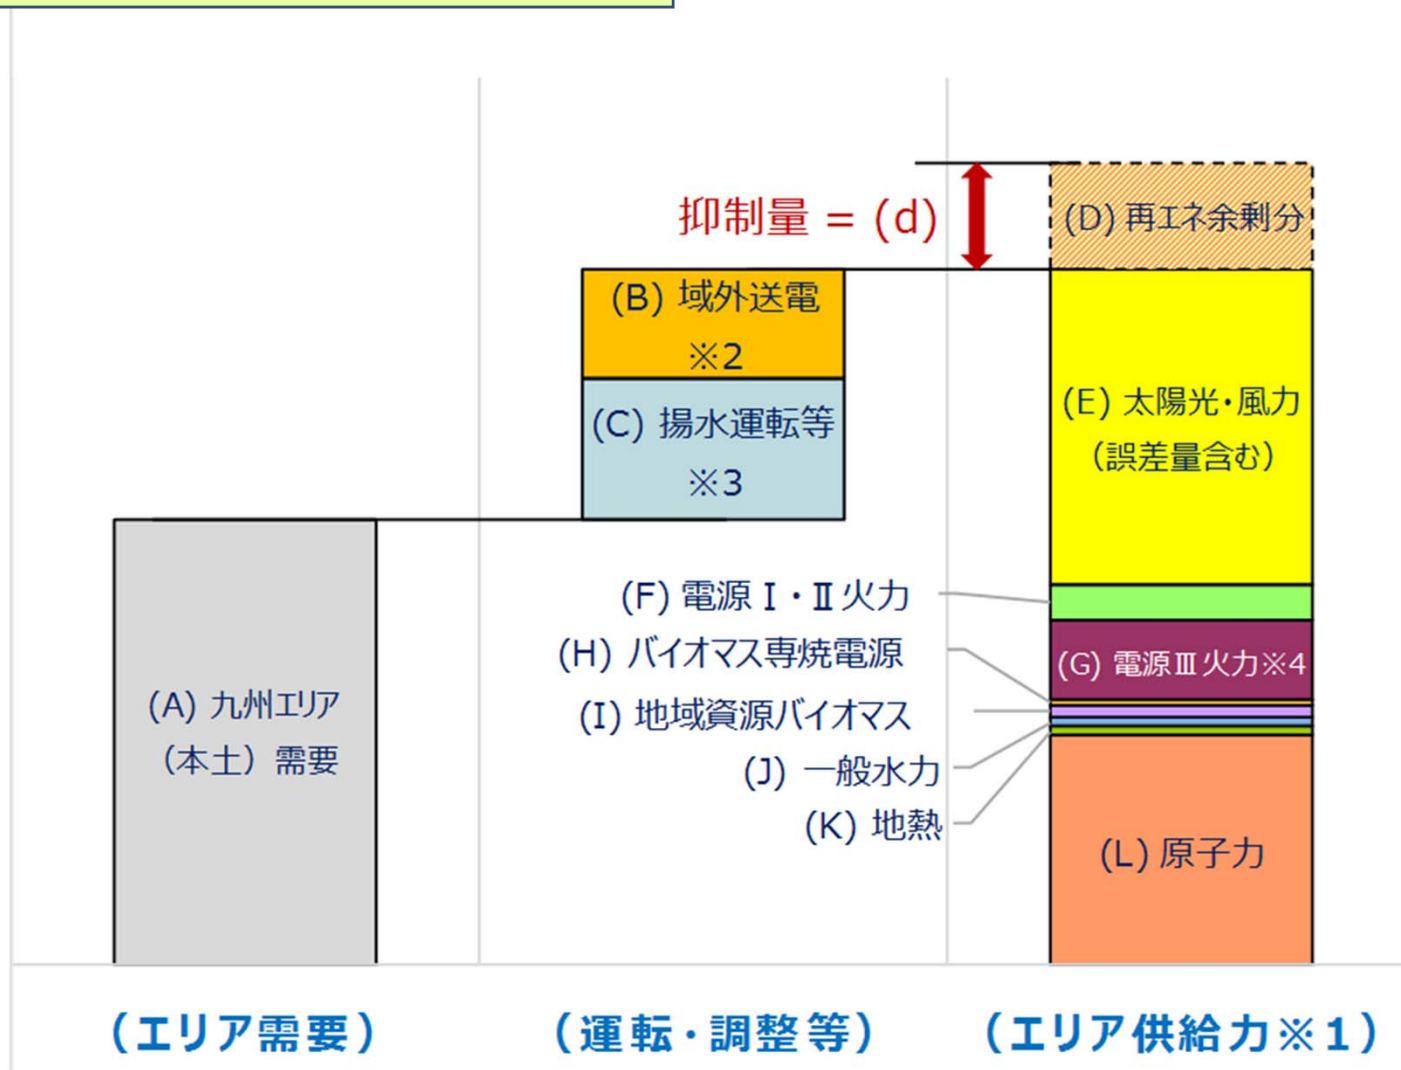 抑制量 = (d)
(D) 再エネ余剰分
(B) 域外送電
※2
(C) 揚水運転等
※3
(E) 太陽光・風力
（誤差量含む）
(F) 電源Ⅰ・Ⅱ火力
(H) バイオマス専焼電源
(G) 電源Ⅲ火力※4
(I) 地域資源バイオマス
(A) 九州エリア
（本土）需要
(J) 一般水力
(K) 地熱
(L) 原子力
（エリア需要）
（運転・調整等）
（エリア供給力※1）